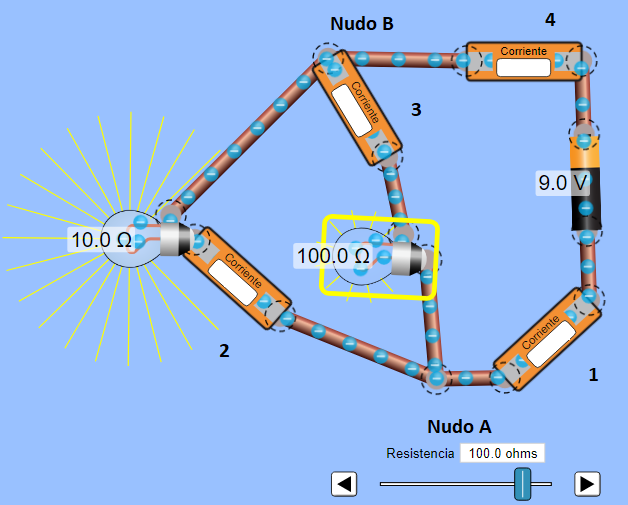 4
Nudo B
Corriente
Corriente
3
9.0 V
10.0 Ω
100.0 Ω
Corriente
Corriente
2
1
Nudo A
Resistencia 100.0 ohms